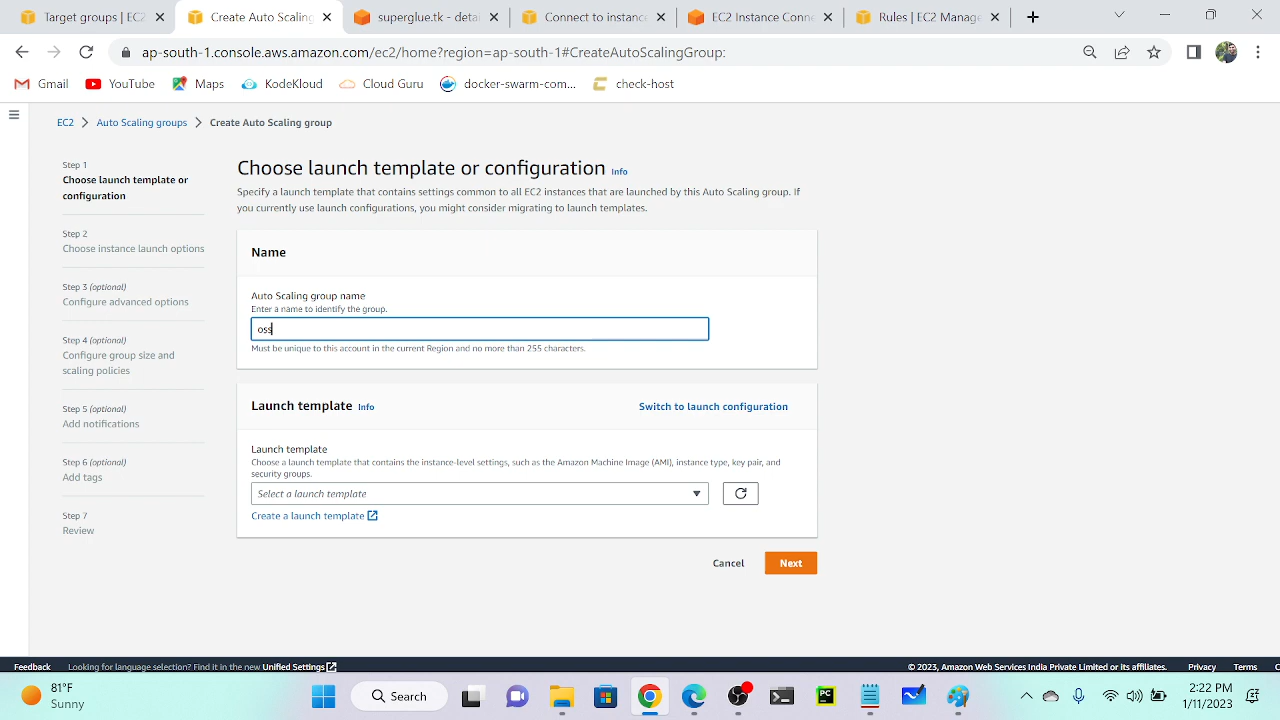 Target groups | EC2
Create Auto Scaling
superglue.tk - detai
Connect to instance
EC2 Instance Conne
Rules | EC2 Manage
ap-south-1.console.aws.amazon.com/ec2/home?region=ap-south-1#CreateAutoScalingGroup:
Gmail
YouTube
Maps
KodeKloud
Cloud Guru
docker-swarm-com...
check-host
EC2 > Auto Scaling groups > Create Auto Scaling group
Step 1
Choose launch template or
configuration
Step 2
Choose instance launch options
Step 3 (optional)
Configure advanced options
Step 4 (optional)
Configure group size and
scaling policies
Step 5 (optional)
Add notifications
Step 6 (optional)
Add tags
Step 7
Review
Choose launch template or configuration Info
Specify a launch template that contains settings common to all EC2 instances that are launched by this Auto Scaling group. If
you currently use launch configurations, you might consider migrating to launch templates.
Name
Auto Scaling group name
Enter a name to identify the group.
oss
Must be unique to this account in the current Region and no more than 255 characters.
Launch template Info
Switch to launch configuration
Launch template
Choose a launch template that contains the instance-level settings, such as the Amazon Machine Image (AMI), instance type, key pair, and
security groups.
Select a launch template
Create a launch template
Cancel
Next
Feedback
Looking for language selection? Find it in the new Unified Settings
© 2023, Amazon Web Services India Private Limited or its affiliates.
Privacy
Terms
C
81°F
Sunny
Search
PC
2:22 PM
1/11/2023